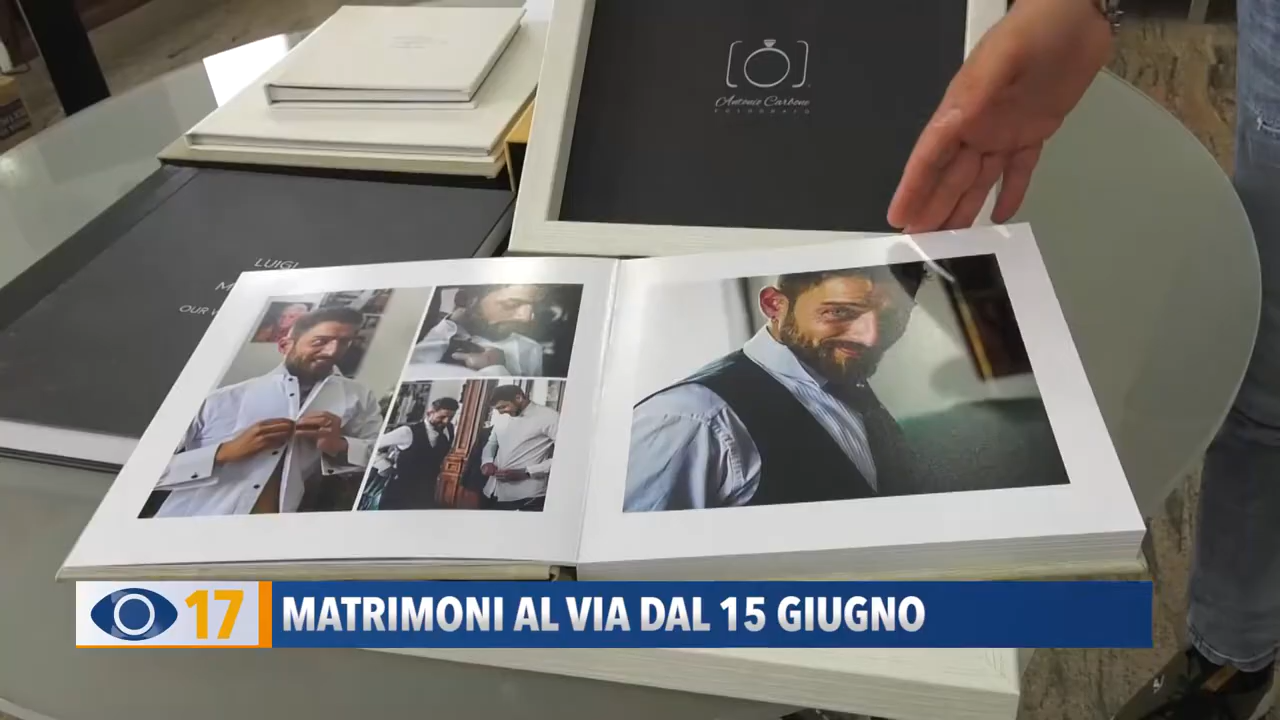 Antonio Carbone
FOTOGRAFO
LUIGI
OUR
17
MATRIMONI AL VIA DAL 15 GIUGNO